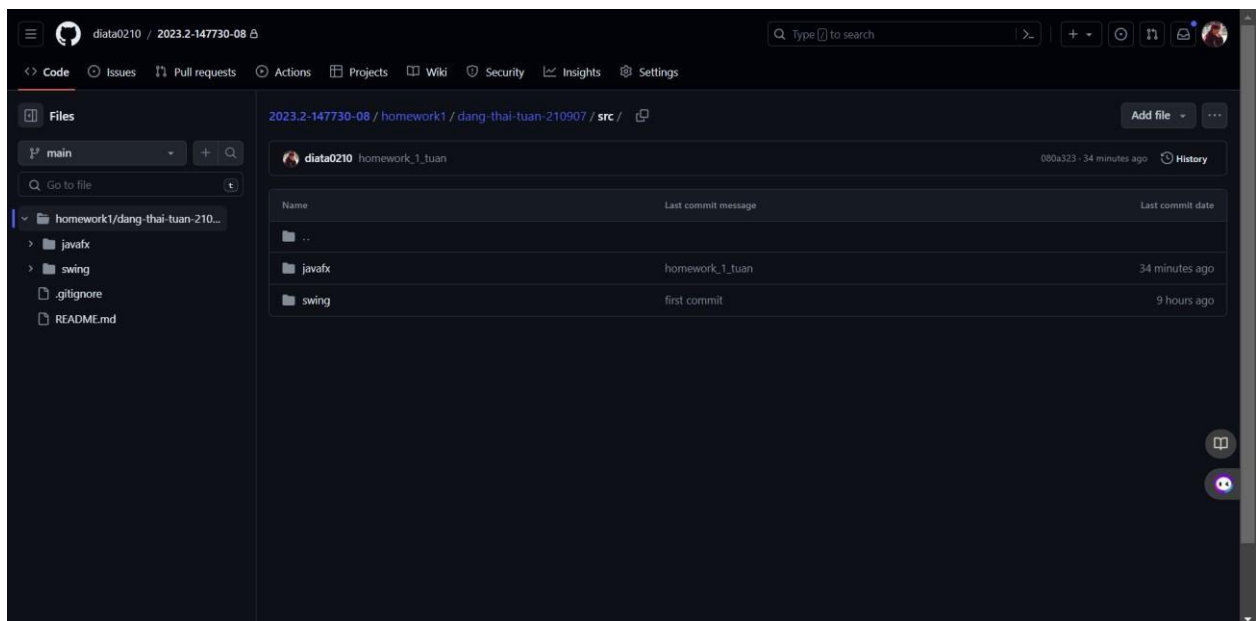 diata0210 / 2023.2-147730-08
Type / to search
Code Issues Pull requests Actions Projects Wiki Security Insights Settings
Files
main
Go to file t
homework1/dang-thai-tuan-210...
javafx
swing
.gitignore
README.md
2023.2-147730-08 / homework1 / dang-thai-tuan-210907 / src /
Add file
diata0210 homework_1_tuan
080a323 · 34 minutes ago History
Name Last commit message Last commit date
..
javafx homework_1_tuan 34 minutes ago
swing first commit 9 hours ago